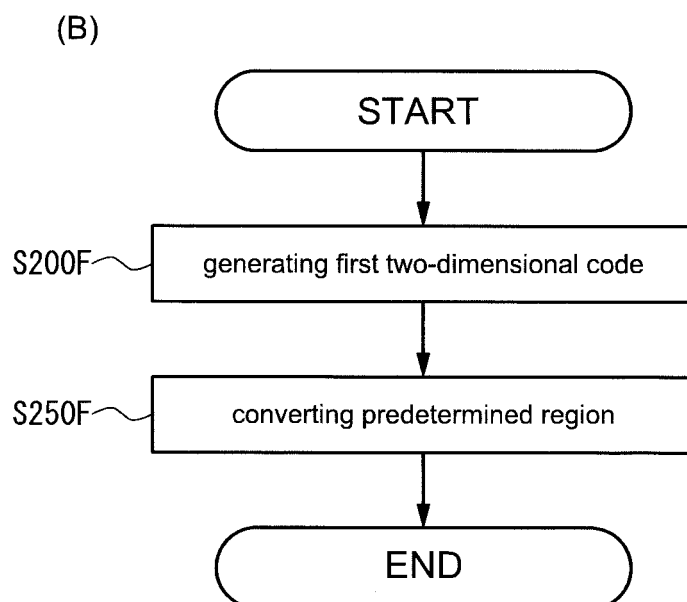 (B)
START
S200F
generating first two-dimensional code
S250F
converting predetermined region
END